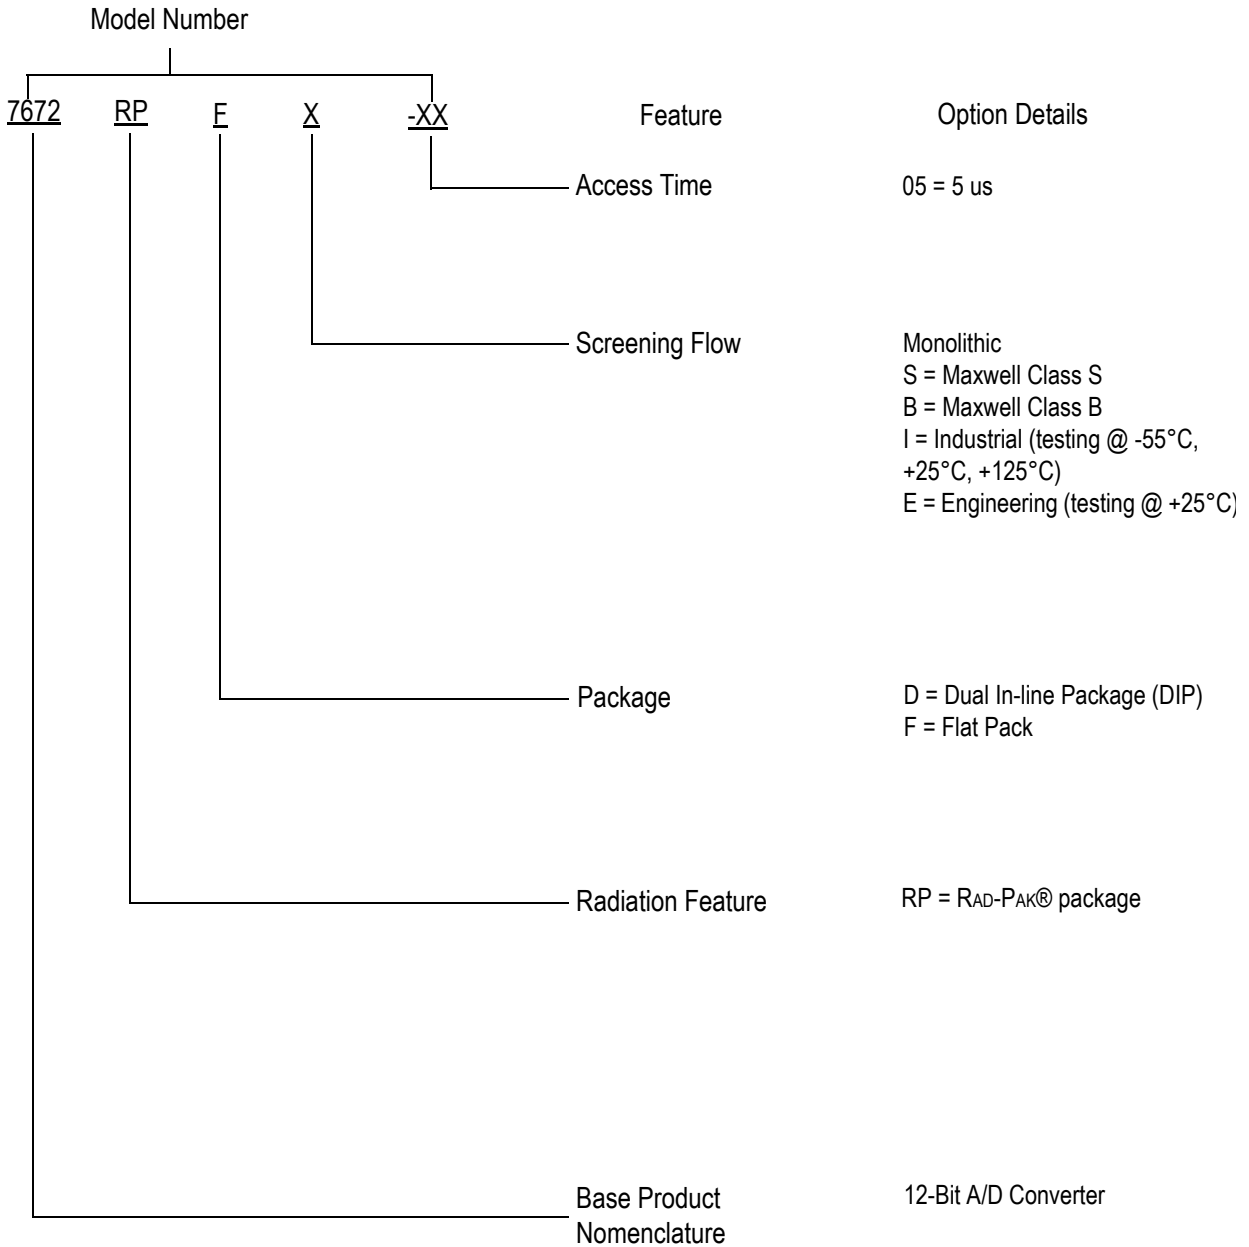 Model Number
7672 RP F X -XX Feature Option Details
Access Time 05 = 5 us
Screening Flow Monolithic
S = Maxwell Class S
B = Maxwell Class B
I = Industrial (testing @ -55°C,
+25°C, +125°C)
E = Engineering (testing @ +25°C)
Package D = Dual In-line Package (DIP)
F = Flat Pack
Radiation Feature RP = RAD-PAK® package
Base Product 12-Bit A/D Converter
Nomenclature